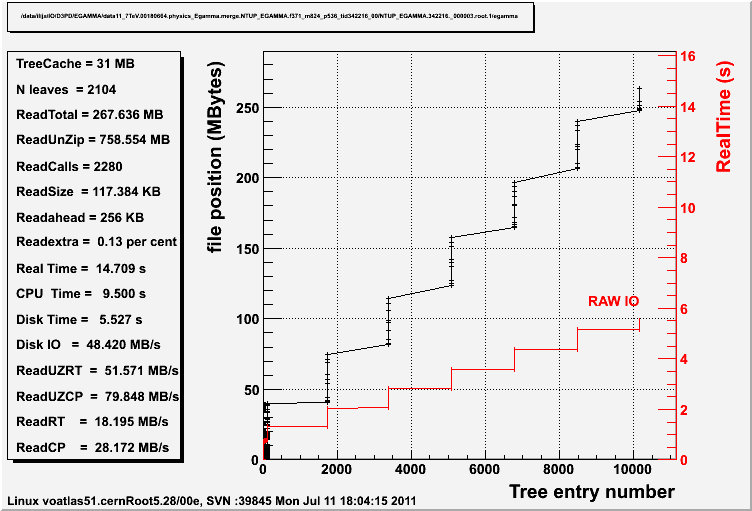 /data/ilija/IO/D3PD/EGAMMA/data11_7TeV.00180664.physics_Egamma.merge.NTUP_EGAMMA.f371_m824_p536_tid342216_00/NTUP_EGAMMA.342216._000003.root.1/egamma
TreeCache = 31 MB
N leaves = 2104
ReadTotal = 267.636 MB
ReadUnZip = 758.554 MB
ReadCalls = 2280
ReadSize = 117.384 KB
Readahead = 256 KB
Readextra = 0.13 per cent
Real Time = 14.709 s
CPU Time = 9.500 s
Disk Time = 5.527 s
Disk IO = 48.420 MB/s
ReadUZRT = 51.571 MB/s
ReadUZCP = 79.848 MB/s
ReadRT = 18.195 MB/s
ReadCP = 28.172 MB/s
file position (MBytes)
250
200
150
100
50
0
0 2000 4000 6000 8000 10000
Tree entry number
RAW IO
16
14
12
10
8
6
4
2
0
RealTime (s)
Linux voatlas51.cernRoot5.28/00e, SVN :39845 Mon Jul 11 18:04:15 2011